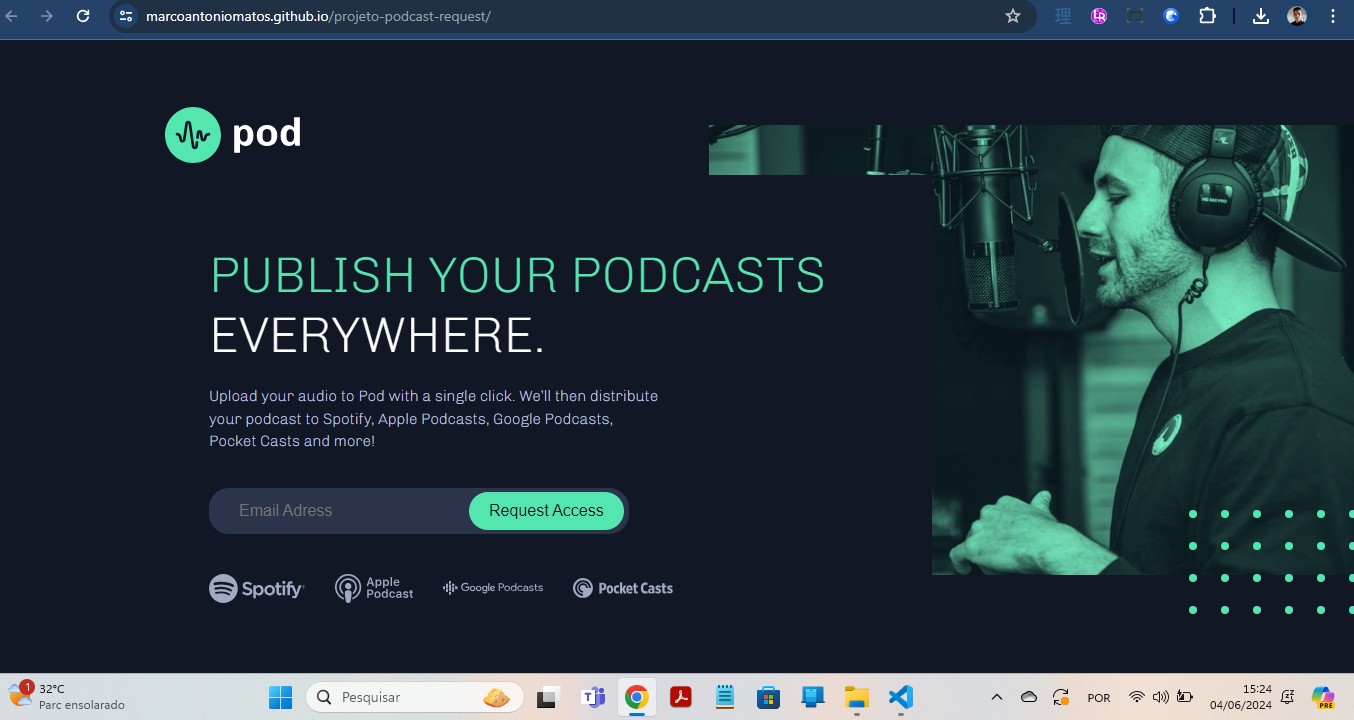 marcoantoniomatos.github.io/projeto-podcast-request/
LR
pod
PUBLISH YOUR PODCASTS
EVERYWHERE.
Upload your audio to Pod with a single click. We'll then distribute
your podcast to Spotify, Apple Podcasts, Google Podcasts,
Pocket Casts and more!
Email Adress
Request Access
Spotify
Apple
Podcast
Google Podcasts
Pocket Casts
1
32°C
Parc ensolarado
Pesquisar
T
POR
15:24
04/06/2024
PRE